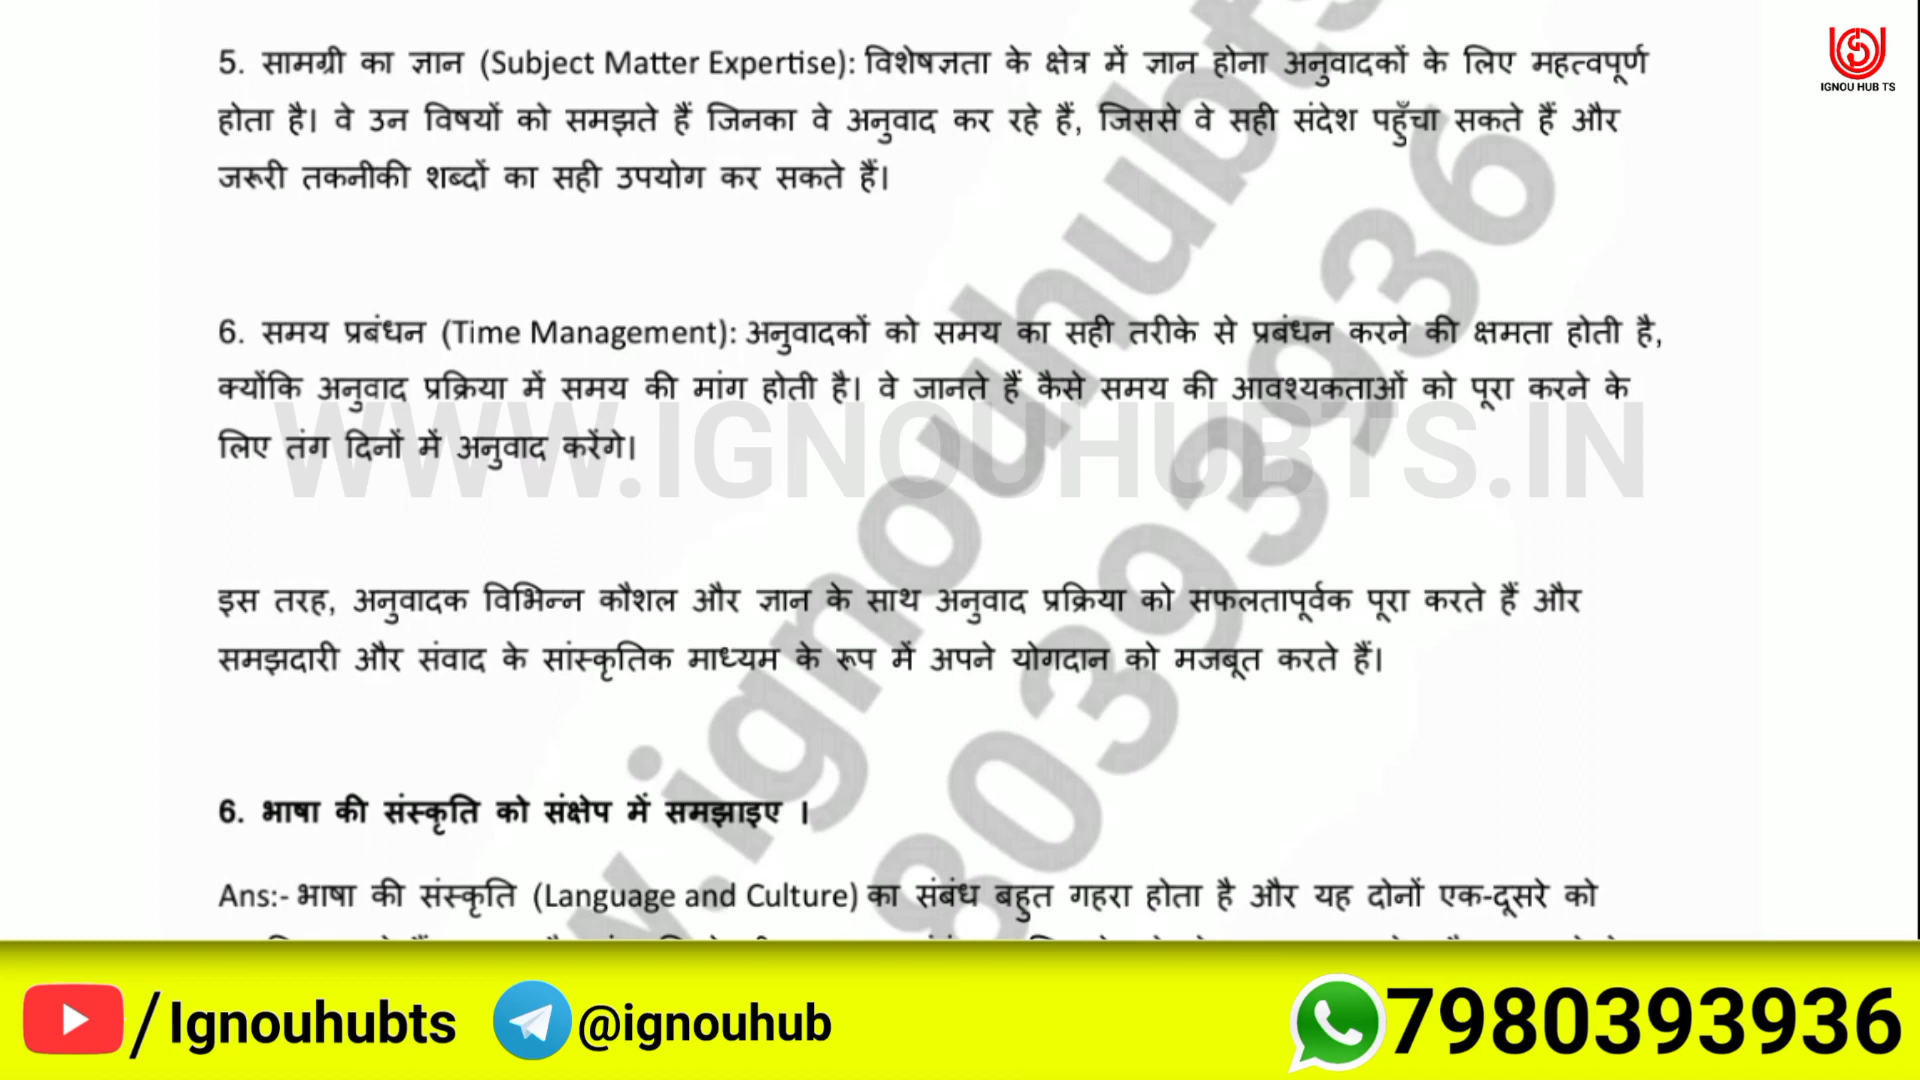 5. सामग्री का ज्ञान (Subject Matter Expertise): विशेषज्ञता के क्षेत्र में ज्ञान होना अनुवादकों के लिए महत्वपूर्ण
होता है। वे उन विषयों को समझते हैं जिनका वे अनुवाद कर रहे हैं, जिससे वे सही संदेश पहुँचा सकते हैं और
जरूरी तकनीकी शब्दों का सही उपयोग कर सकते हैं।
6. समय प्रबंधन (Time Management): अनुवादकों को समय का सही तरीके से प्रबंधन करने की क्षमता होती है,
क्योंकि अनुवाद प्रक्रिया में समय की मांग होती है। वे जानते हैं कैसे समय की आवश्यकताओं को पूरा करने के
लिए तंग दिनों में अनुवाद करेंगे।
इस तरह, अनुवादक विभिन्न कौशल और ज्ञान के साथ अनुवाद प्रक्रिया को सफलतापूर्वक पूरा करते हैं और
समझदारी और संवाद के सांस्कृतिक माध्यम के रूप में अपने योगदान को मजबूत करते हैं।
6. भाषा की संस्कृति को संक्षेप में समझाइए ।
Ans:- भाषा की संस्कृति (Language and Culture) का संबंध बहुत गहरा होता है और यह दोनों एक-दूसरे को
IGNOU HUB TS
WWW.IGNOUHUBTS.IN
w.ignouhubts
80393936
/Ignouhubts
@ignouhub
7980393936